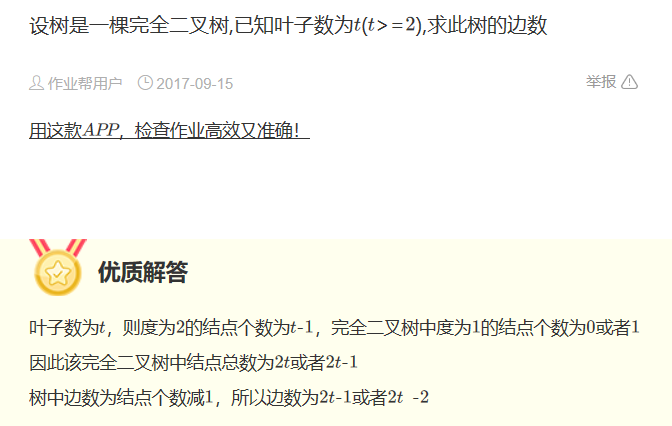 设树是一棵完全二叉树,已知叶子数为t(t>=2),求此树的边数
作业帮用户 2017-09-15 举报
用这款APP，检查作业高效又准确！
优质解答
叶子数为t，则度为2的结点个数为t-1，完全二叉树中度为1的结点个数为0或者1
因此该完全二叉树中结点总数为2t或者2t-1
树中边数为结点个数减1，所以边数为2t-1或者2t -2